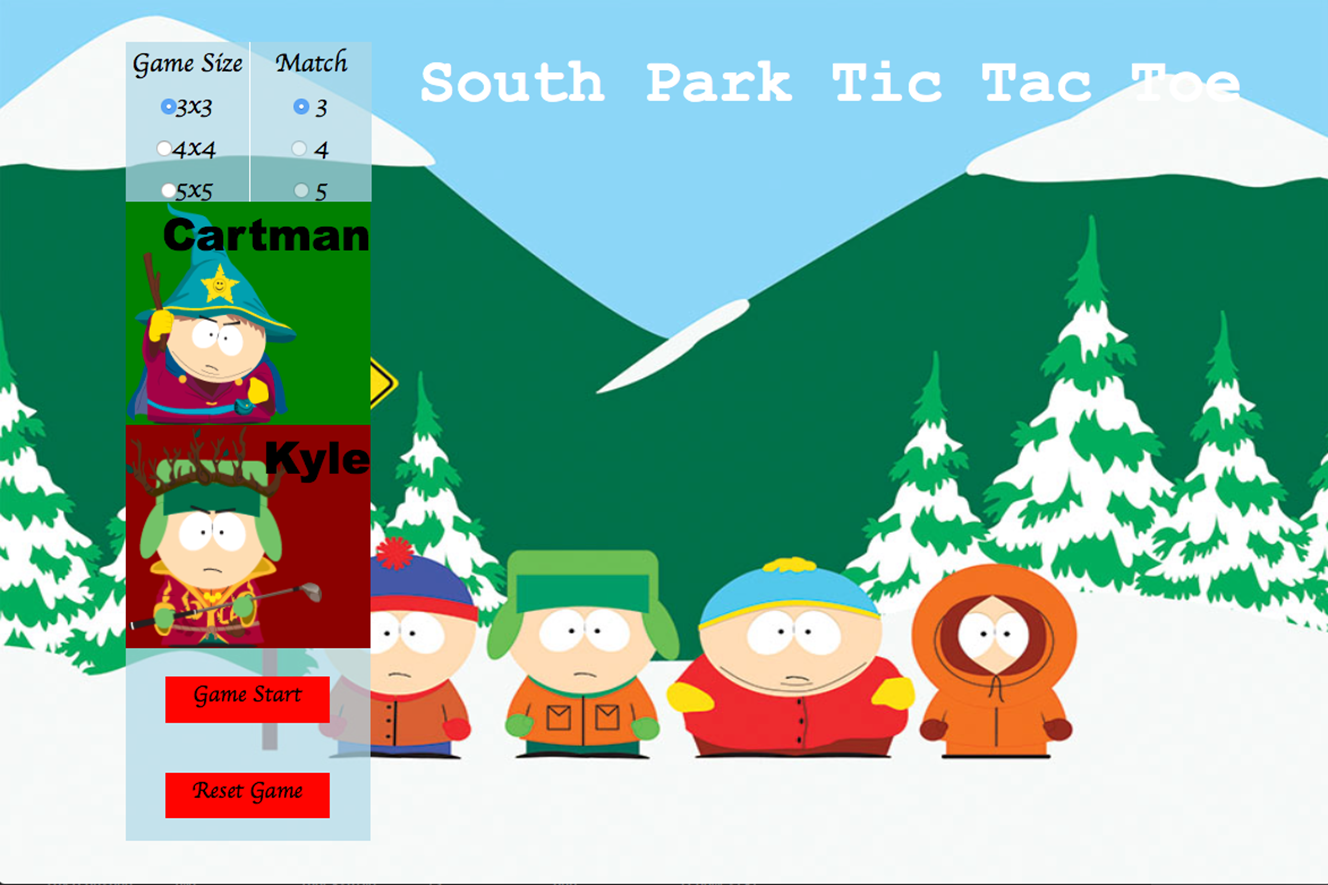 South Park Tic Tac Toe
Game Size Match
3x3 3
4x4 4
5x5 5
Cartman
Kyle
Game Start
Reset Game